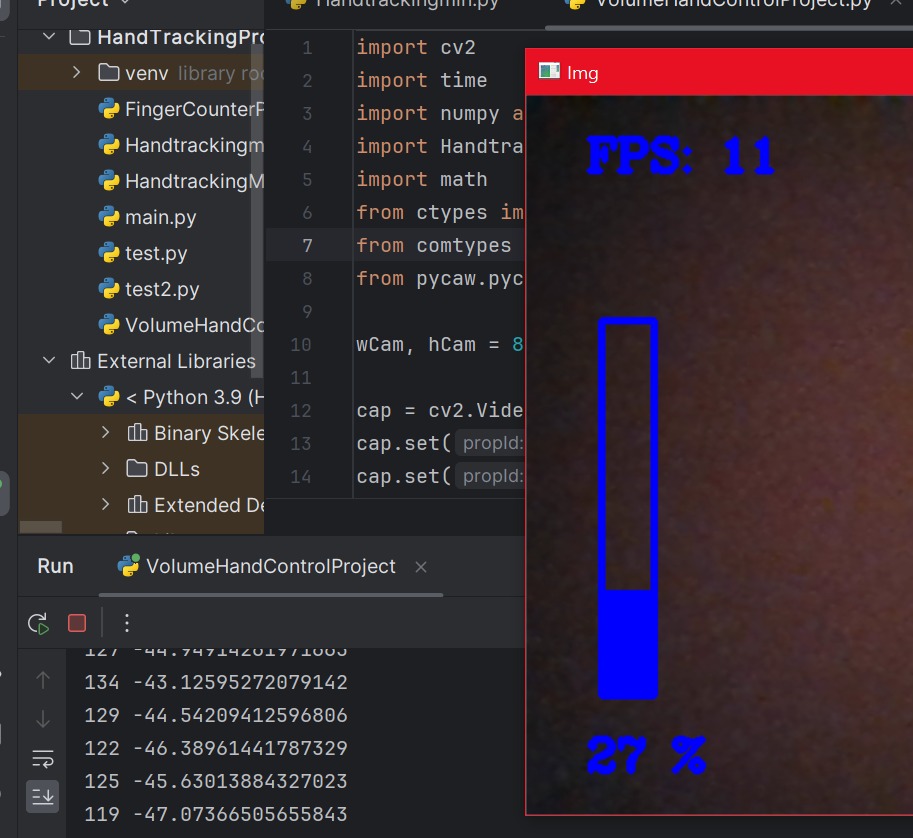 Project
Handtrackingmin.py
VolumeHandControlProject.py
HandTrackingPro
venv library roo
FingerCounterP
Handtrackingm
HandtrackingM
main.py
test.py
test2.py
VolumeHandCo
External Libraries
< Python 3.9 (H
Binary Skele
DLLs
Extended De
1 import cv2
2 import time
3 import numpy a
4 import Handtra
5 import math
6 from ctypes im
7 from comtypes
8 from pycaw.pyc
9
10 wCam, hCam = 8
11
12 cap = cv2.Vide
13 cap.set( propId:
14 cap.set( propId:
Img
FPS: 11
27 %
Run
VolumeHandControlProject
127 -44.94914261971663
134 -43.12595272079142
129 -44.54209412596806
122 -46.38961441787329
125 -45.63013884327023
119 -47.07366505655843